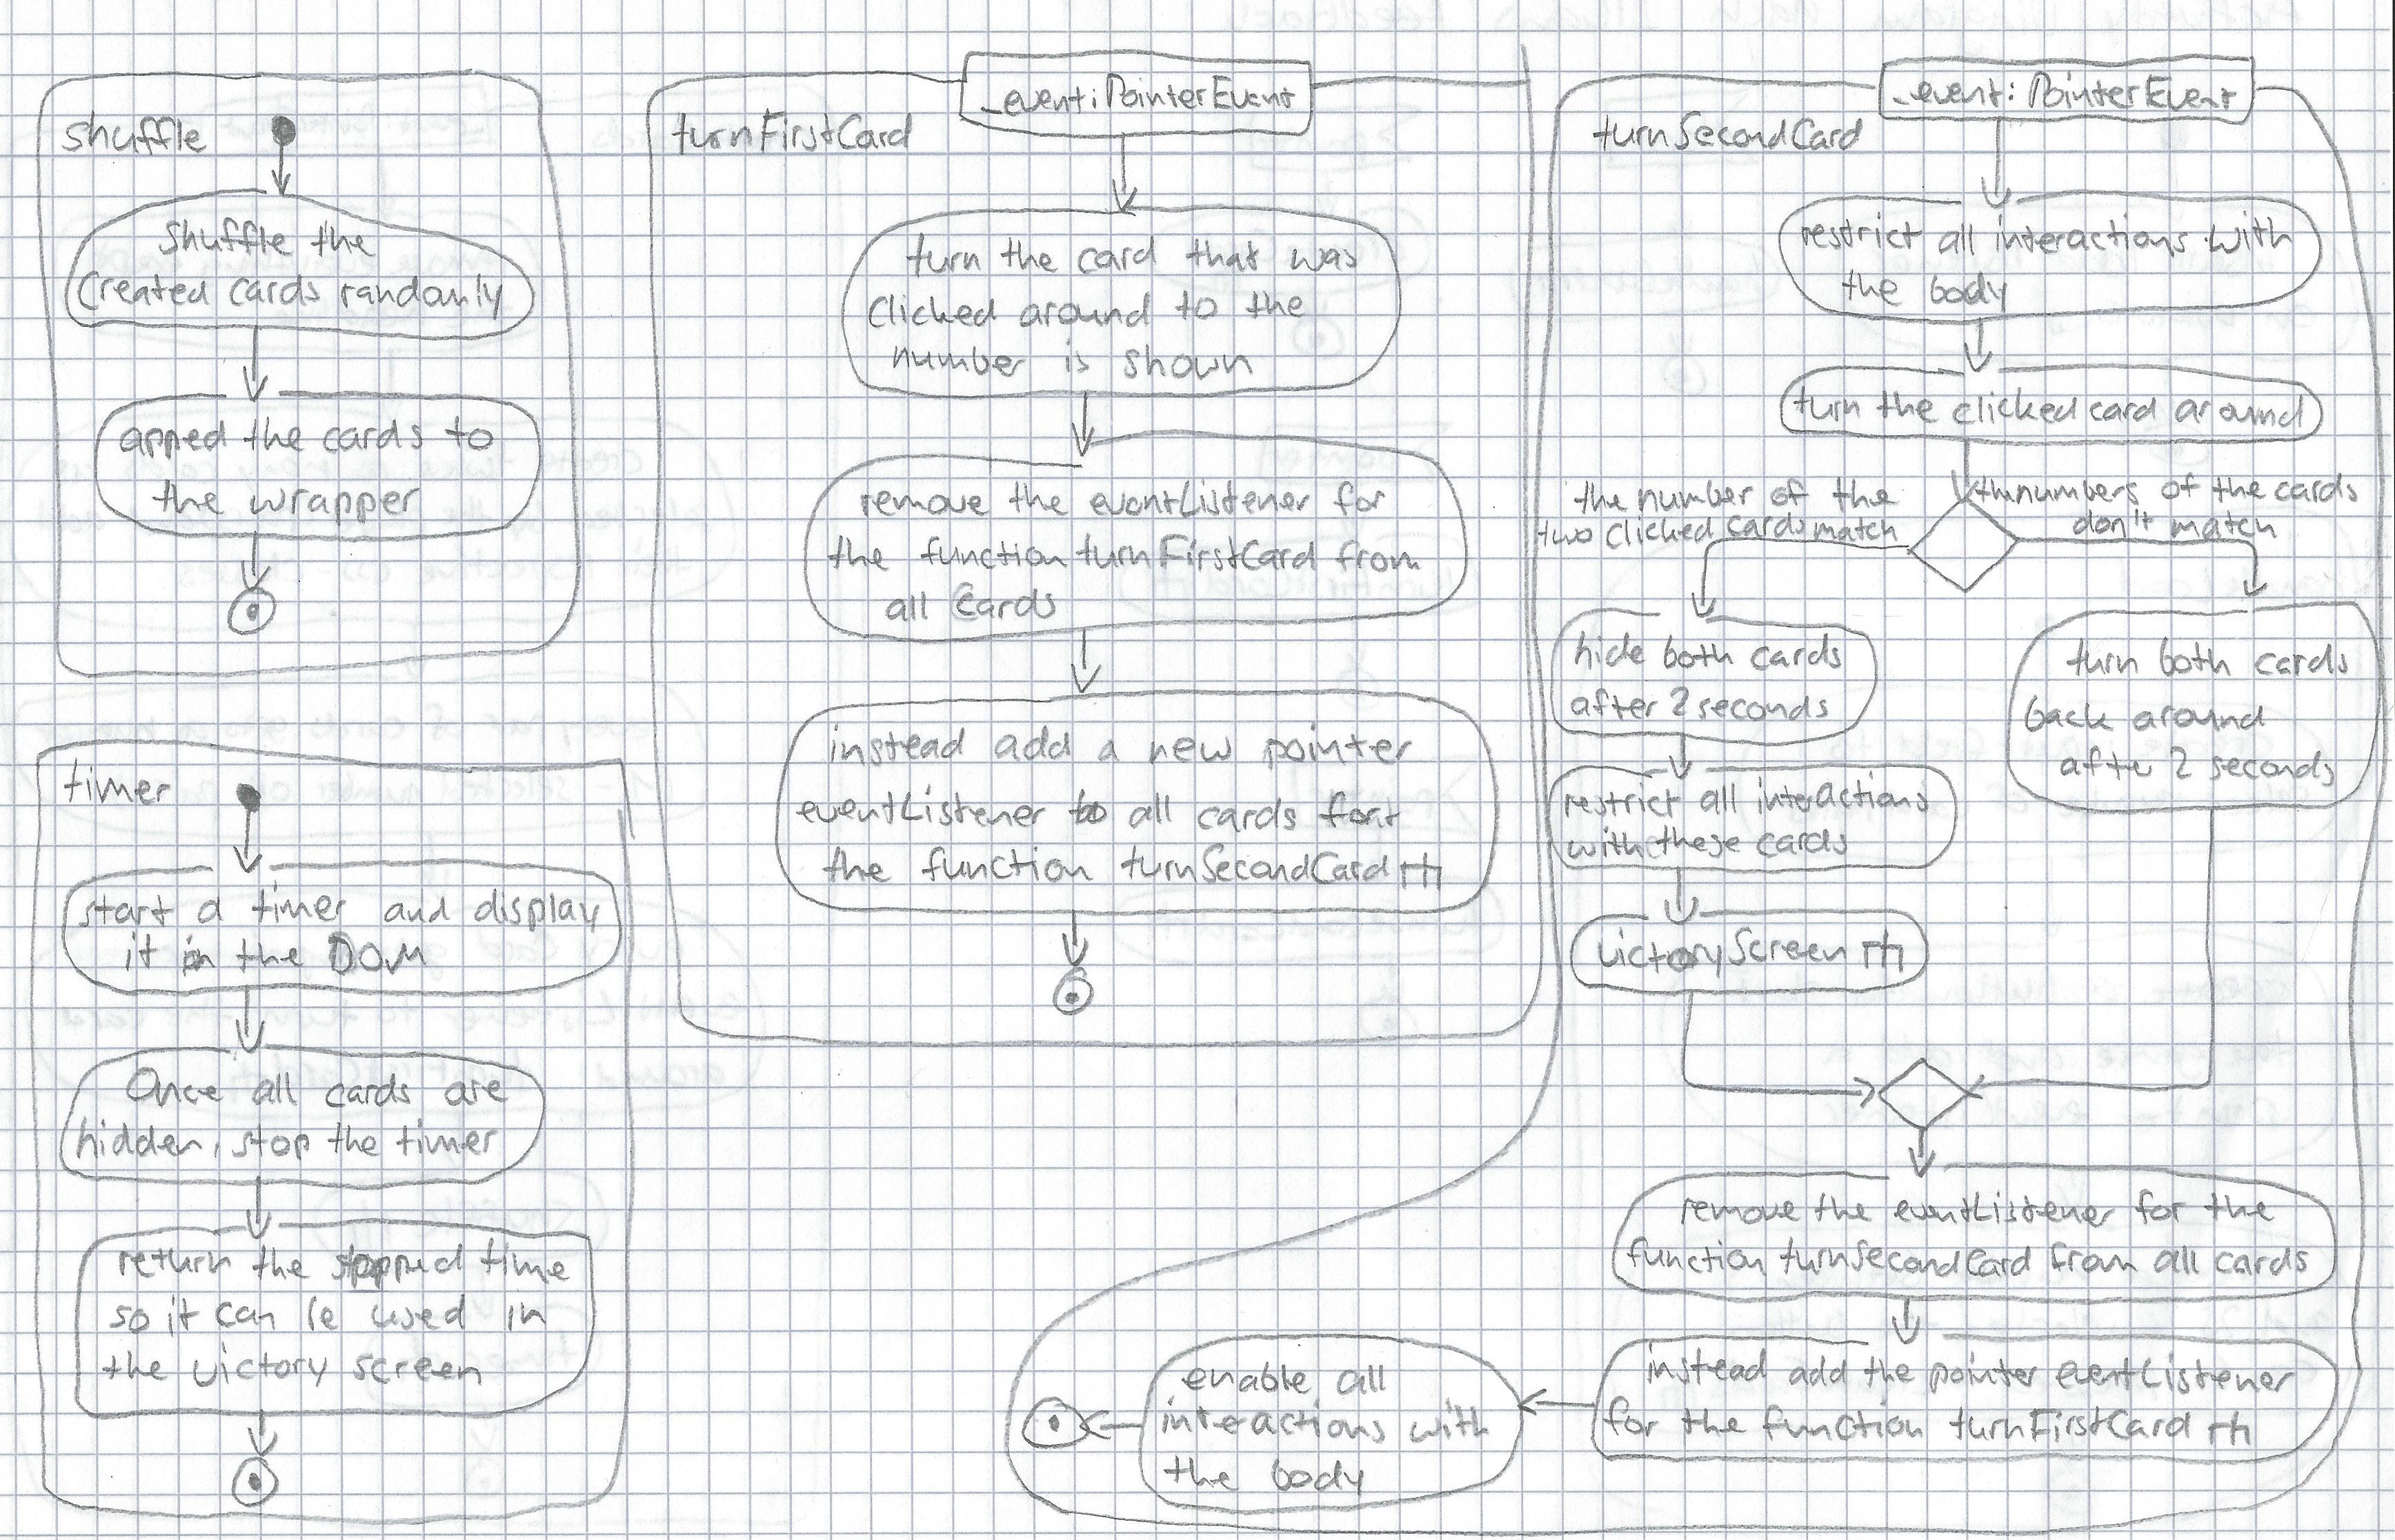 shuffle
shuffle the
created cards randomly
apped the cards to
the wrapper
timer
start a timer and display
it in the DOM
Once all cards are
hidden, stop the timer
return the stopped time
so it can be used in
the victory screen
_event: PointerEvent
turnFirstCard
turn the card that was
clicked around to the
number is shown
remove the eventListener for
the function turnFirstCard from
all cards
instead add a new pointer
eventListener to all cards for
the function turnSecondCard
_event: PointerEvent
turnSecondCard
restrict all interactions with
the body
turn the clicked card around
the number of the
two clicked cards match
the numbers of the cards
don't match
hide both cards
after 2 seconds
restrict all interactions
with these cards
victoryScreen
turn both cards
back around
after 2 seconds
remove the eventListener for the
function turnSecondCard from all cards
instead add the pointer eventListener
for the function turnFirstCard
enable all
interactions with
the body